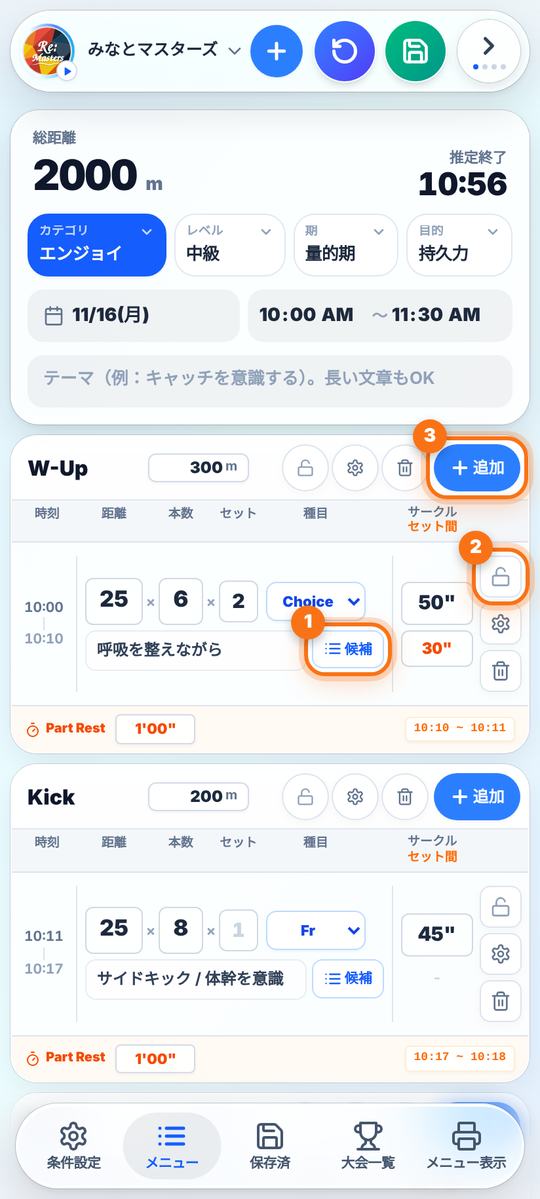 Re:
Masters
みなとマスターズ
総距離
2000 m
推定終了
10:56
カテゴリ
エンジョイ
レベル
中級
期
量的期
目的
持久力
11/16(月)
10:00 AM ～ 11:30 AM
テーマ（例：キャッチを意識する）。長い文章もOK
3
W-Up 300 m + 追加
時刻 距離 本数 セット 種目 サークル
セット間
2
10:00
10:10
25 × 6 × 2 Choice 50"
1
呼吸を整えながら 候補 30"
Part Rest 1'00" 10:10 ~ 10:11
Kick 200 m + 追加
時刻 距離 本数 セット 種目 サークル
セット間
10:11
10:17
25 × 8 × 1 Fr 45"
サイドキック / 体幹を意識 候補 -
Part Rest 1'00" 10:17 ~ 10:18
条件設定 メニュー 保存済 大会一覧 メニュー表示